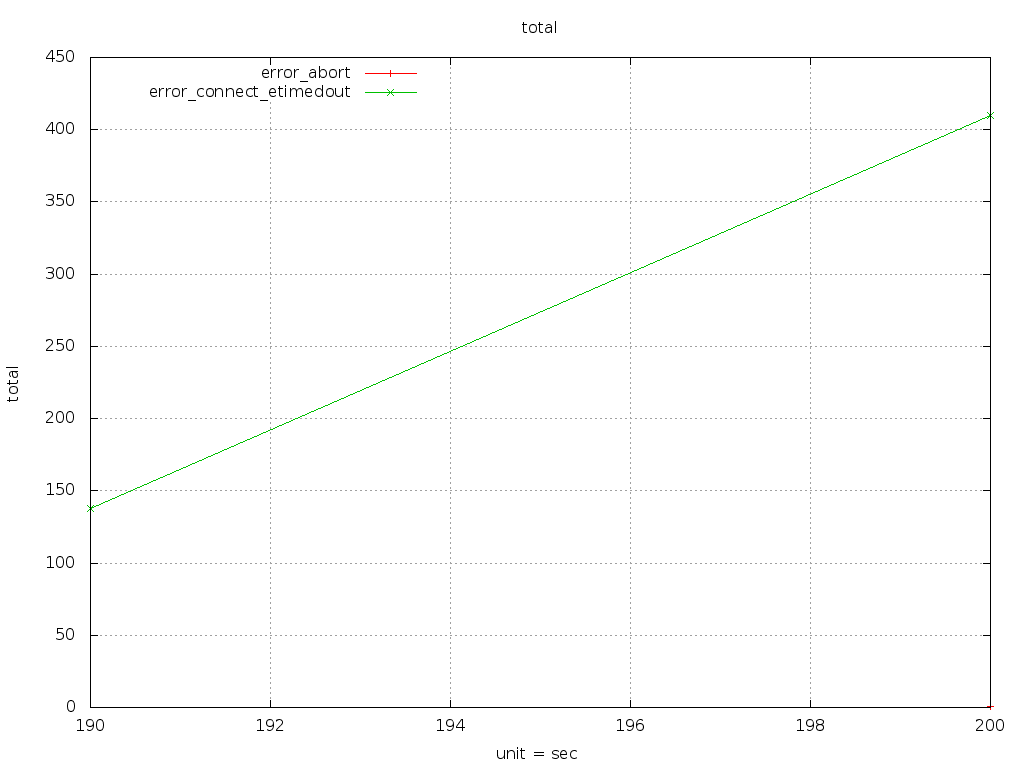 total
450
error_abort
error_connect_etimedout
400
350
300
250
total
200
150
100
50
0
190 192 194 196 198 200
unit = sec